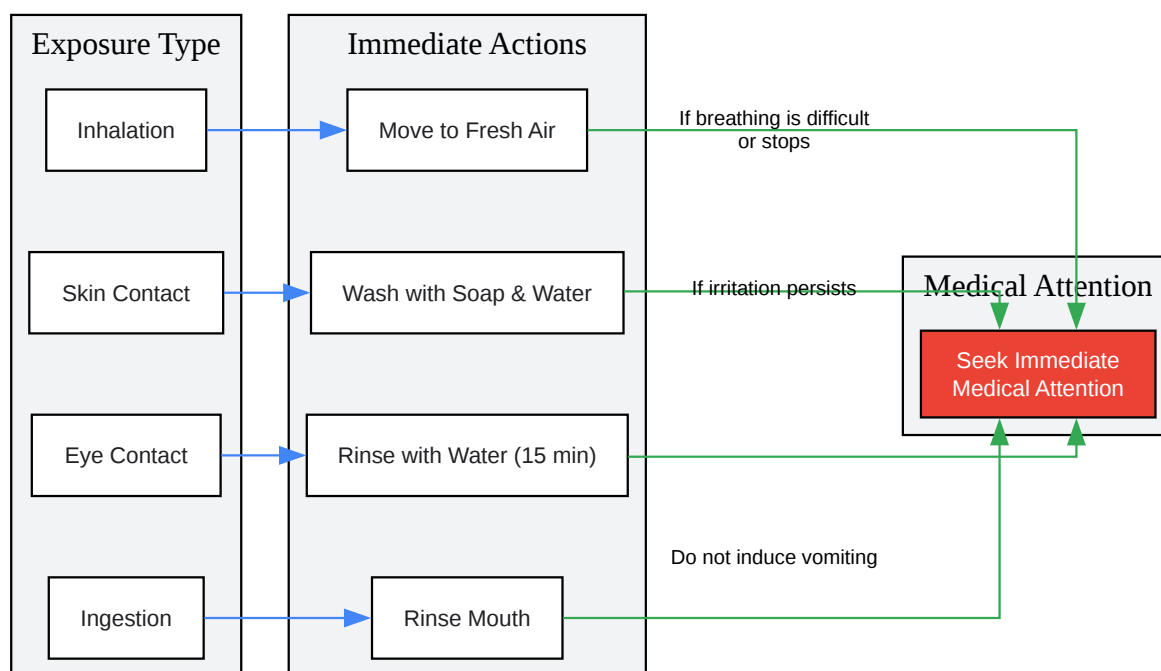 Exposure Type
Immediate Actions
Inhalation
Move to Fresh Air
If breathing is difficult
or stops
Skin Contact
Wash with Soap & Water
If irritation persists
Medical Attention
Seek Immediate
Medical Attention
Eye Contact
Rinse with Water (15 min)
Do not induce vomiting
Ingestion
Rinse Mouth